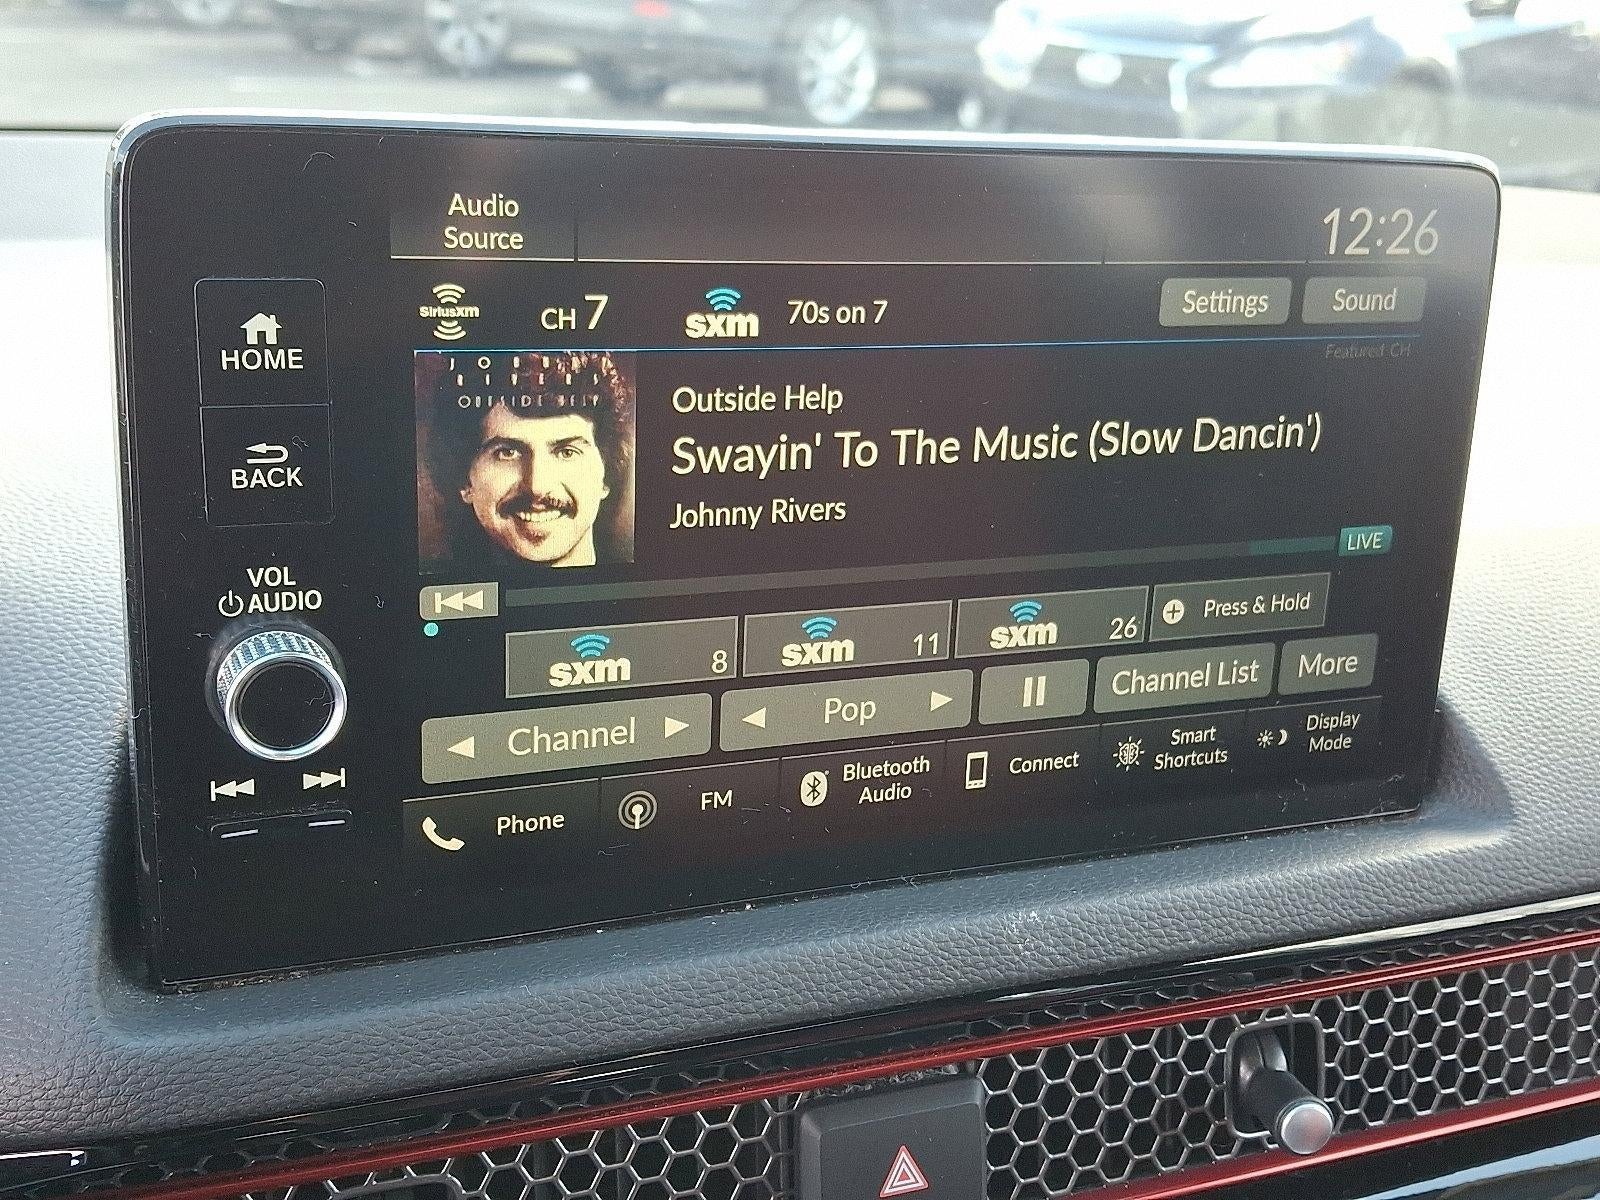 Audio
Source
12:26
SiriusXM
CH 7
sxm
70s on 7
Settings
Sound
Featured CH
HOME
BACK
VOL
AUDIO
JOHNNY
RIVERS
OUTSIDE HELP
Outside Help
Swayin' To The Music (Slow Dancin')
Johnny Rivers
LIVE
sxm 8
sxm 11
sxm 26
Press & Hold
Channel
Pop
Channel List
More
Phone
FM
Bluetooth
Audio
Connect
Smart
Shortcuts
Display
Mode